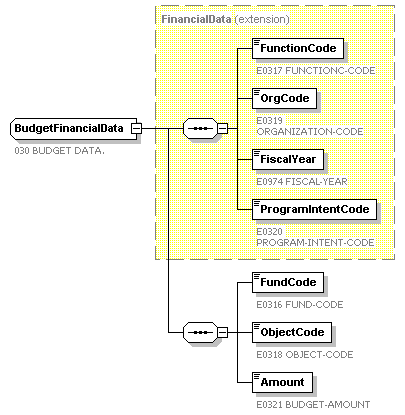 FinancialData (extension)
FunctionCode
E0317 FUNCTIONC-CODE
OrgCode
E0319
ORGANIZATION-CODE
BudgetFinancialData
030 BUDGET DATA.
FiscalYear
E0974 FISCAL-YEAR
ProgramIntentCode
E0320
PROGRAM-INTENT-CODE
FundCode
E0316 FUND-CODE
ObjectCode
E0318 OBJECT-CODE
Amount
E0321 BUDGET-AMOUNT